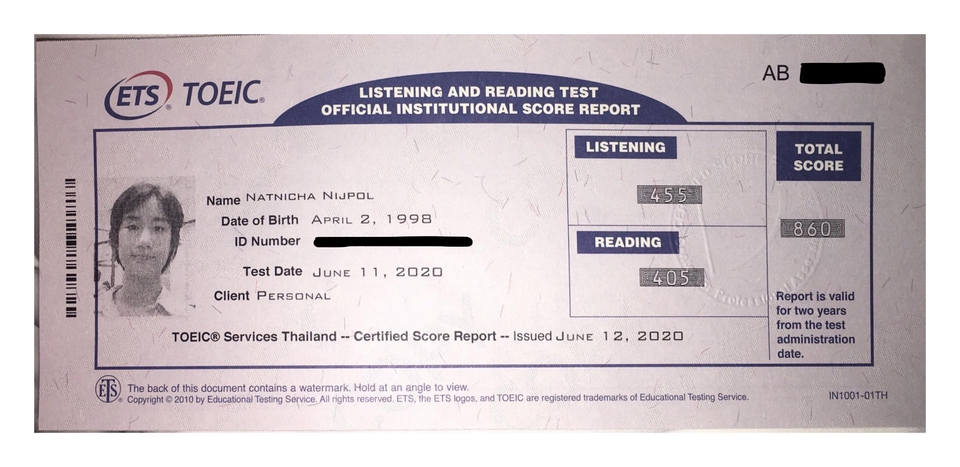 AB
ETS® TOEIC®
LISTENING AND READING TEST
OFFICIAL INSTITUTIONAL SCORE REPORT
Name NATNICHA NIJPOL
Date of Birth APRIL 2, 1998
ID Number
Test Date JUNE 11, 2020
Client PERSONAL
LISTENING
455
READING
405
TOTAL
SCORE
860
Report is valid
for two years
from the test
administration
date.
TOEIC® Services Thailand -- Certified Score Report -- Issued JUNE 12, 2020
ETS®
The back of this document contains a watermark. Hold at an angle to view.
Copyright © 2010 by Educational Testing Service. All rights reserved. ETS, the ETS logos, and TOEIC are registered trademarks of Educational Testing Service.
IN1001-01TH